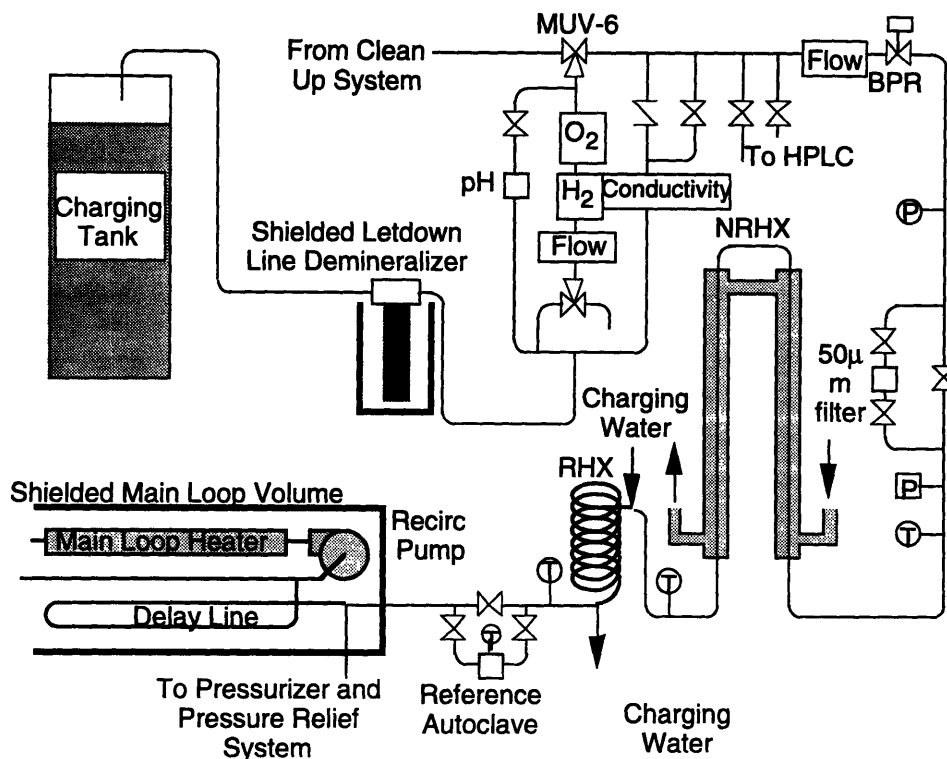 MUV-6
From Clean
Up System
Flow
BPR
O2
To HPLC
pH
H2
Conductivity
Charging
Tank
P
Shielded Letdown
Line Demineralizer
Flow
NRHX
50µ
m
filter
Charging
Water
RHX
P
T
Shielded Main Loop Volume
Recirc
Pump
Main Loop Heater
T
T
Delay Line
T
To Pressurizer and
Pressure Relief
System
Reference
Autoclave
Charging
Water